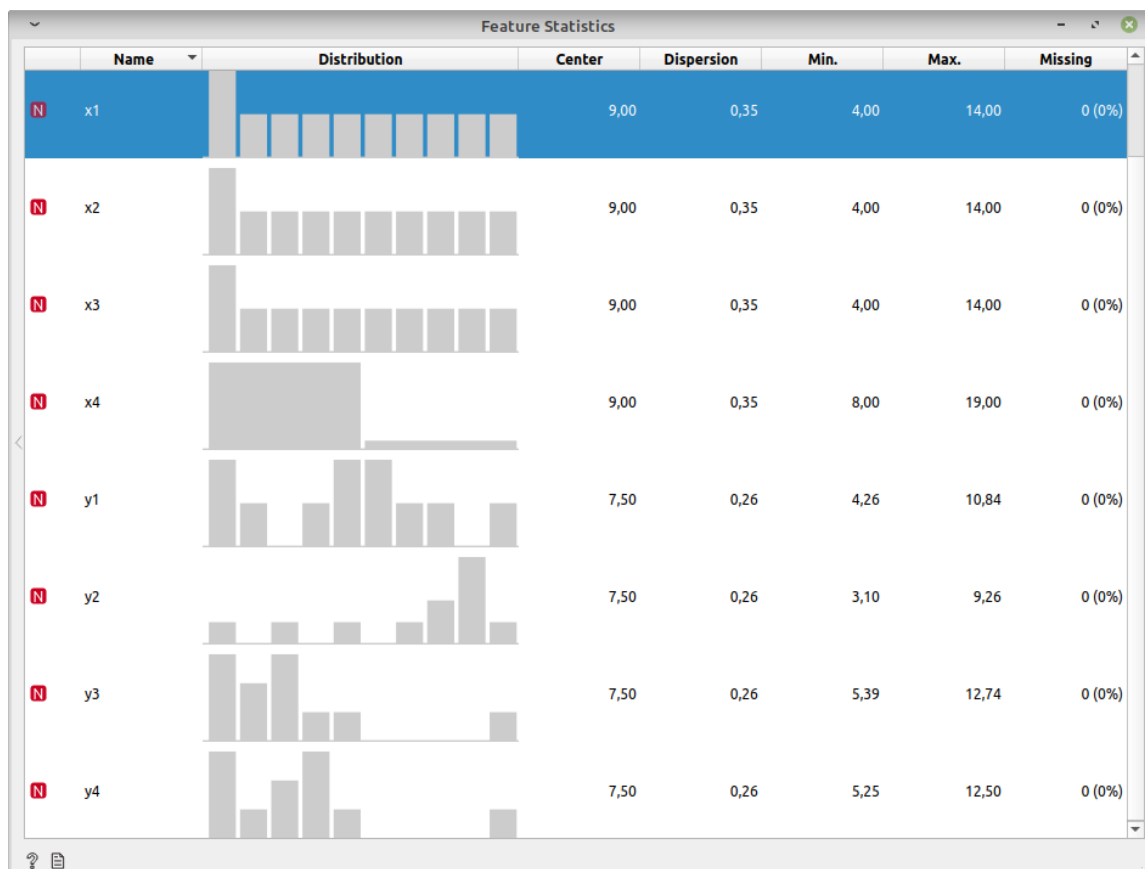 Feature Statistics
Name Distribution Center Dispersion Min. Max. Missing
N x1 9,00 0,35 4,00 14,00 0 (0%)
N x2 9,00 0,35 4,00 14,00 0 (0%)
N x3 9,00 0,35 4,00 14,00 0 (0%)
N x4 9,00 0,35 8,00 19,00 0 (0%)
N y1 7,50 0,26 4,26 10,84 0 (0%)
N y2 7,50 0,26 3,10 9,26 0 (0%)
N y3 7,50 0,26 5,39 12,74 0 (0%)
N y4 7,50 0,26 5,25 12,50 0 (0%)
?